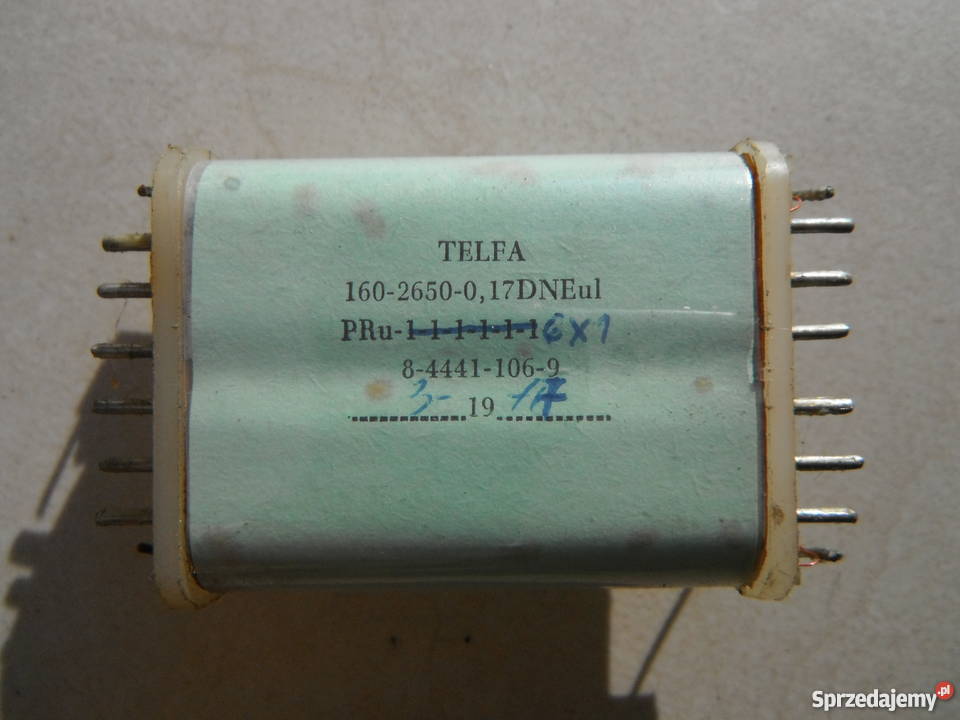 TELFA
160-2650-0,17DNEul
PRu-1-1-1-1-1-1 6X1
8-4441-106-9
3- 19
Sprzedajemy.pl